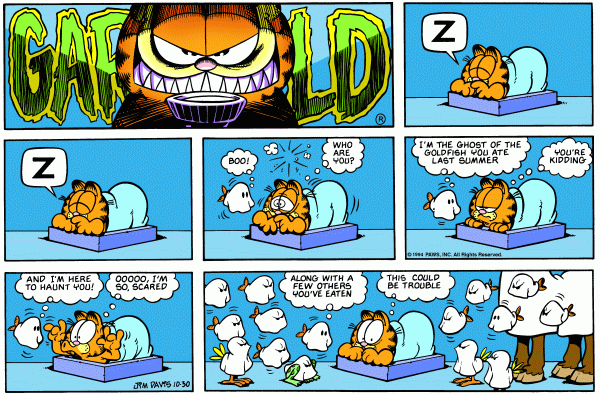 GARFIELD
®
Z
Z
BOO!
WHO
ARE
YOU?
I'M THE GHOST OF THE
GOLDFISH YOU ATE
LAST SUMMER
YOU'RE
KIDDING
© 1994 PAWS, INC. All Rights Reserved.
AND I'M HERE
TO HAUNT YOU!
OOOOO, I'M
SO, SCARED
JIM DAVIS 10-30
ALONG WITH A
FEW OTHERS
YOU'VE EATEN
THIS COULD
BE TROUBLE